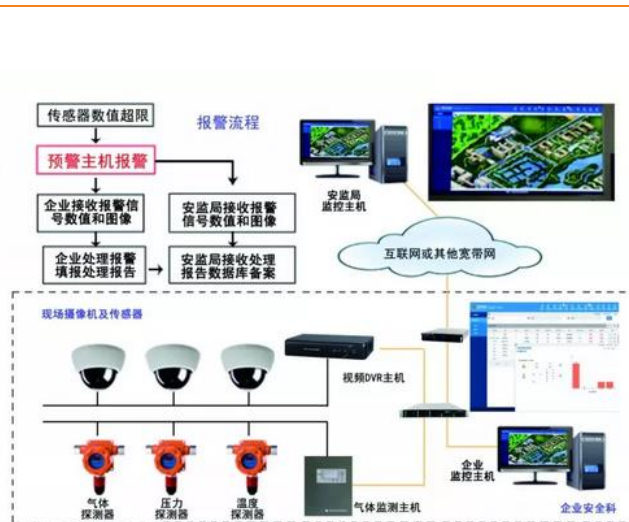 传感器数值超限
报警流程
预警主机报警
企业接收报警信
号数值和图像
安监局接收报警
信号数值和图像
企业处理报警
填报处理报告
安监局接收处理
报告数据库备案
安监局
监控主机
互联网或其他宽带网
现场摄像机及传感器
视频DVR主机
气体
探测器
压力
探测器
温度
探测器
气体监测主机
企业
监控主机
企业安全科